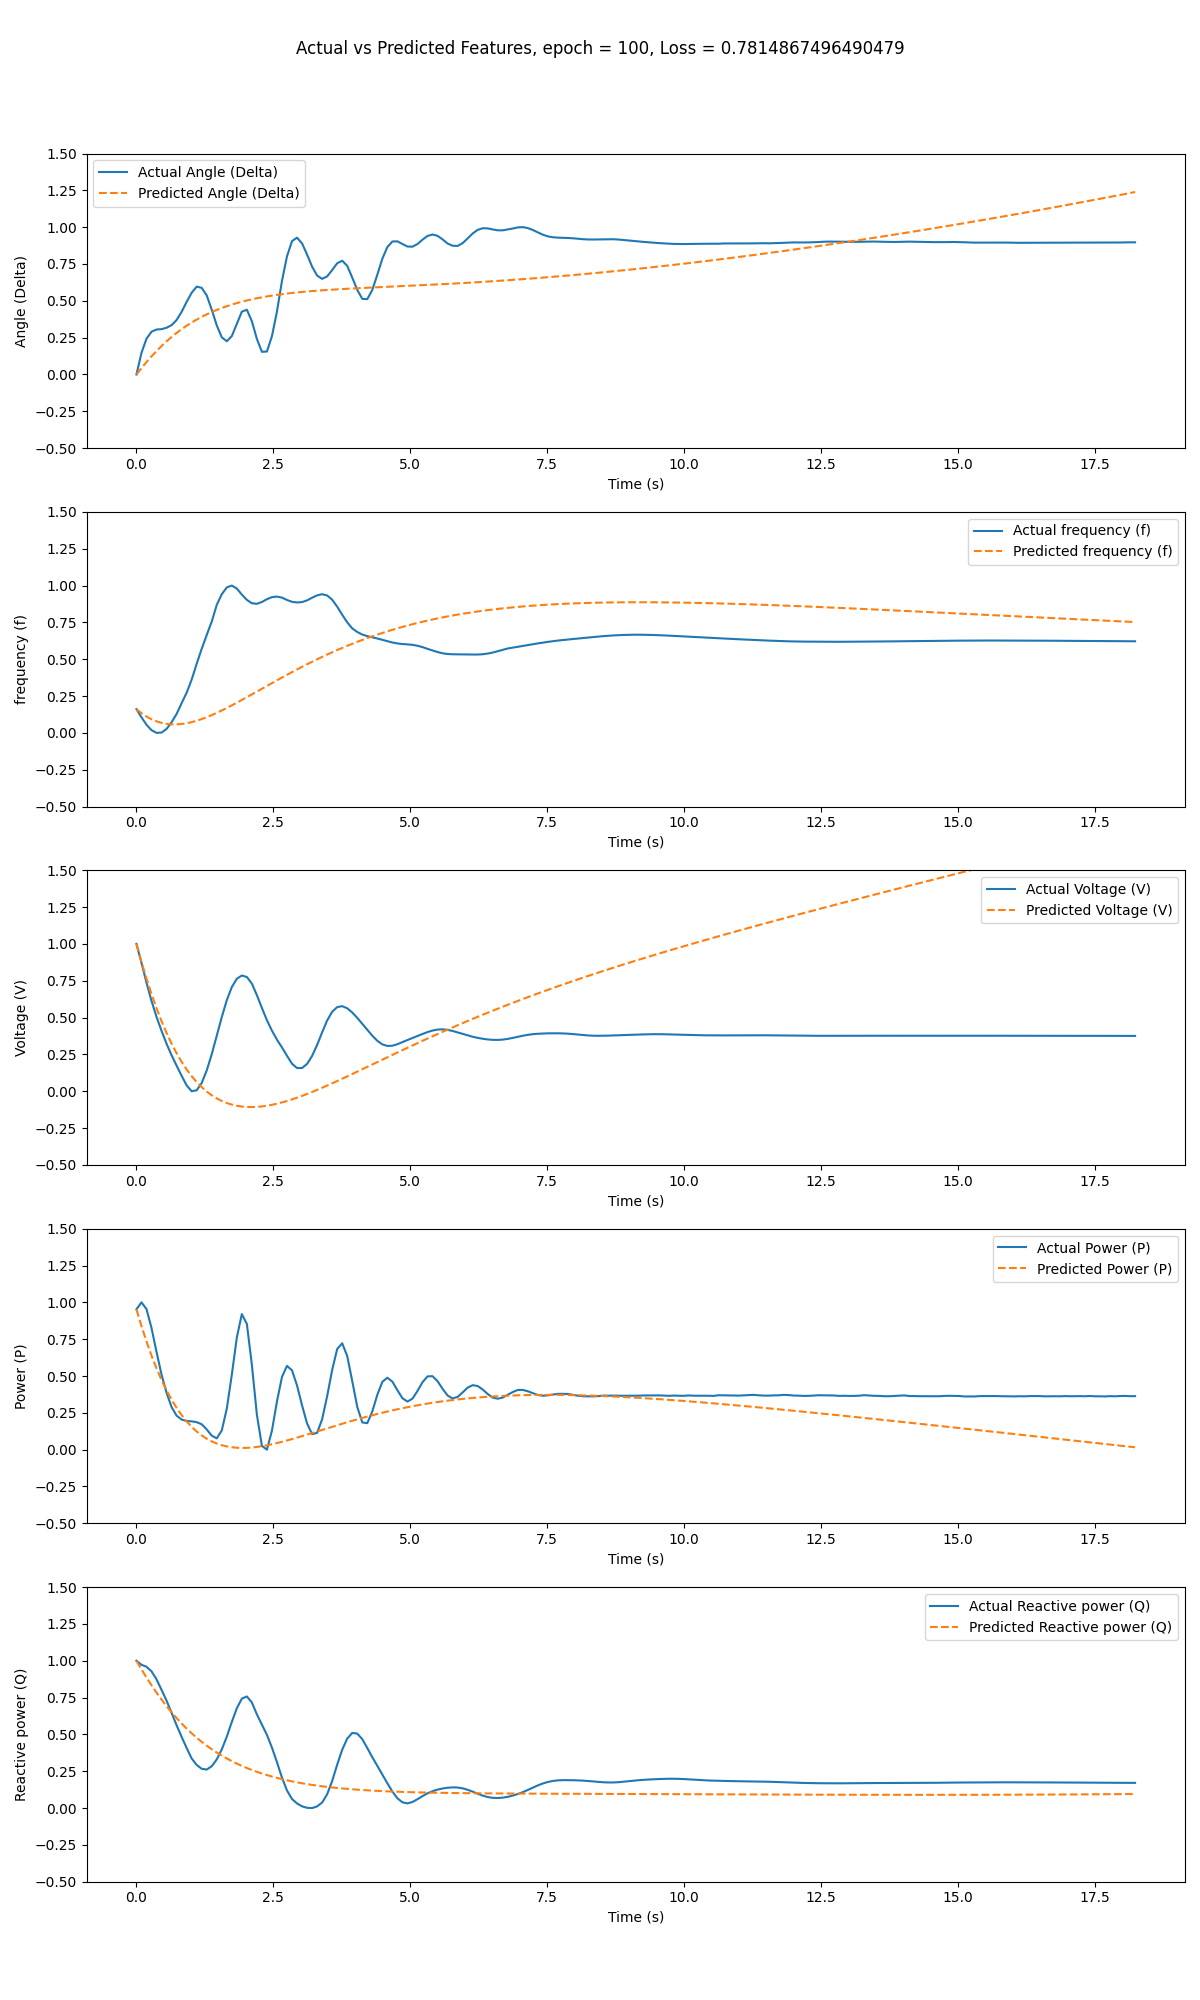 Actual vs Predicted Features, epoch = 100, Loss = 0.7814867496490479
1.50
1.25
1.00
0.75
0.50
0.25
0.00
−0.25
−0.50
Angle (Delta)
Actual Angle (Delta)
Predicted Angle (Delta)
0.0 2.5 5.0 7.5 10.0 12.5 15.0 17.5
Time (s)
1.50
1.25
1.00
0.75
0.50
0.25
0.00
−0.25
−0.50
frequency (f)
Actual frequency (f)
Predicted frequency (f)
0.0 2.5 5.0 7.5 10.0 12.5 15.0 17.5
Time (s)
1.50
1.25
1.00
0.75
0.50
0.25
0.00
−0.25
−0.50
Voltage (V)
Actual Voltage (V)
Predicted Voltage (V)
0.0 2.5 5.0 7.5 10.0 12.5 15.0 17.5
Time (s)
1.50
1.25
1.00
0.75
0.50
0.25
0.00
−0.25
−0.50
Power (P)
Actual Power (P)
Predicted Power (P)
0.0 2.5 5.0 7.5 10.0 12.5 15.0 17.5
Time (s)
1.50
1.25
1.00
0.75
0.50
0.25
0.00
−0.25
−0.50
Reactive power (Q)
Actual Reactive power (Q)
Predicted Reactive power (Q)
0.0 2.5 5.0 7.5 10.0 12.5 15.0 17.5
Time (s)